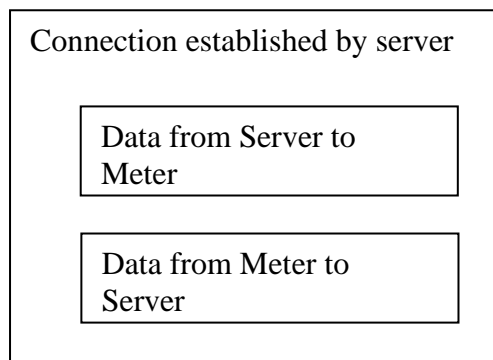 Connection established by server
Data from Server to
Meter
Data from Meter to
Server